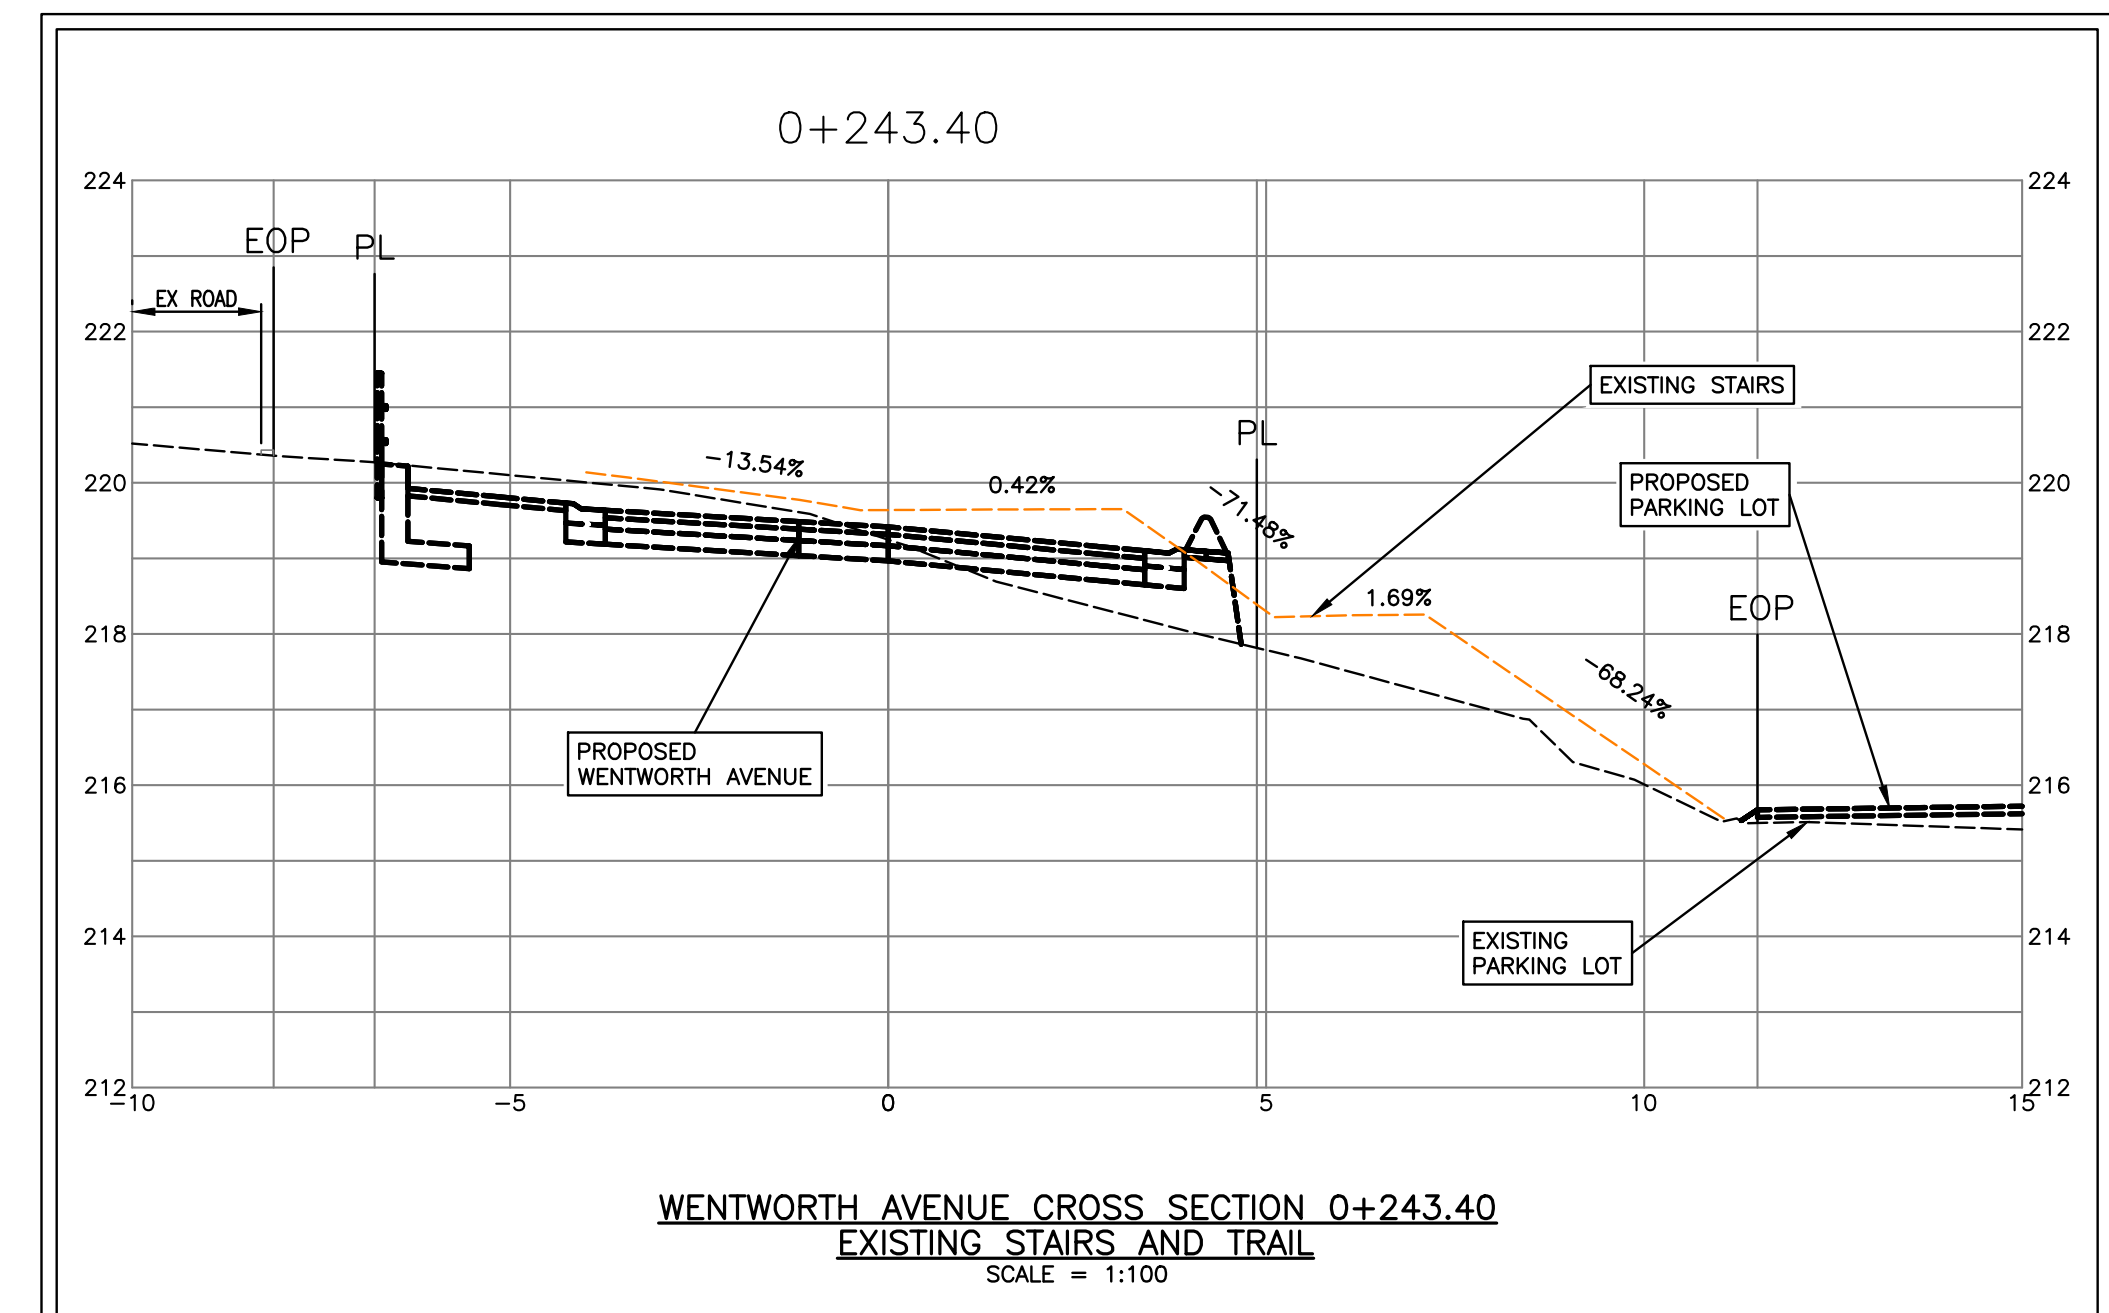 0+243.40
224
224
EOP
PL
EX ROAD
222
222
EXISTING STAIRS
PL
-13.54%
0.42%
-71.48%
220
220
PROPOSED
PARKING LOT
1.69%
EOP
218
218
-68.24%
PROPOSED
WENTWORTH AVENUE
216
216
EXISTING
PARKING LOT
214
214
212
212
-10
-5
0
5
10
15
WENTWORTH AVENUE CROSS SECTION 0+243.40
EXISTING STAIRS AND TRAIL
SCALE = 1:100